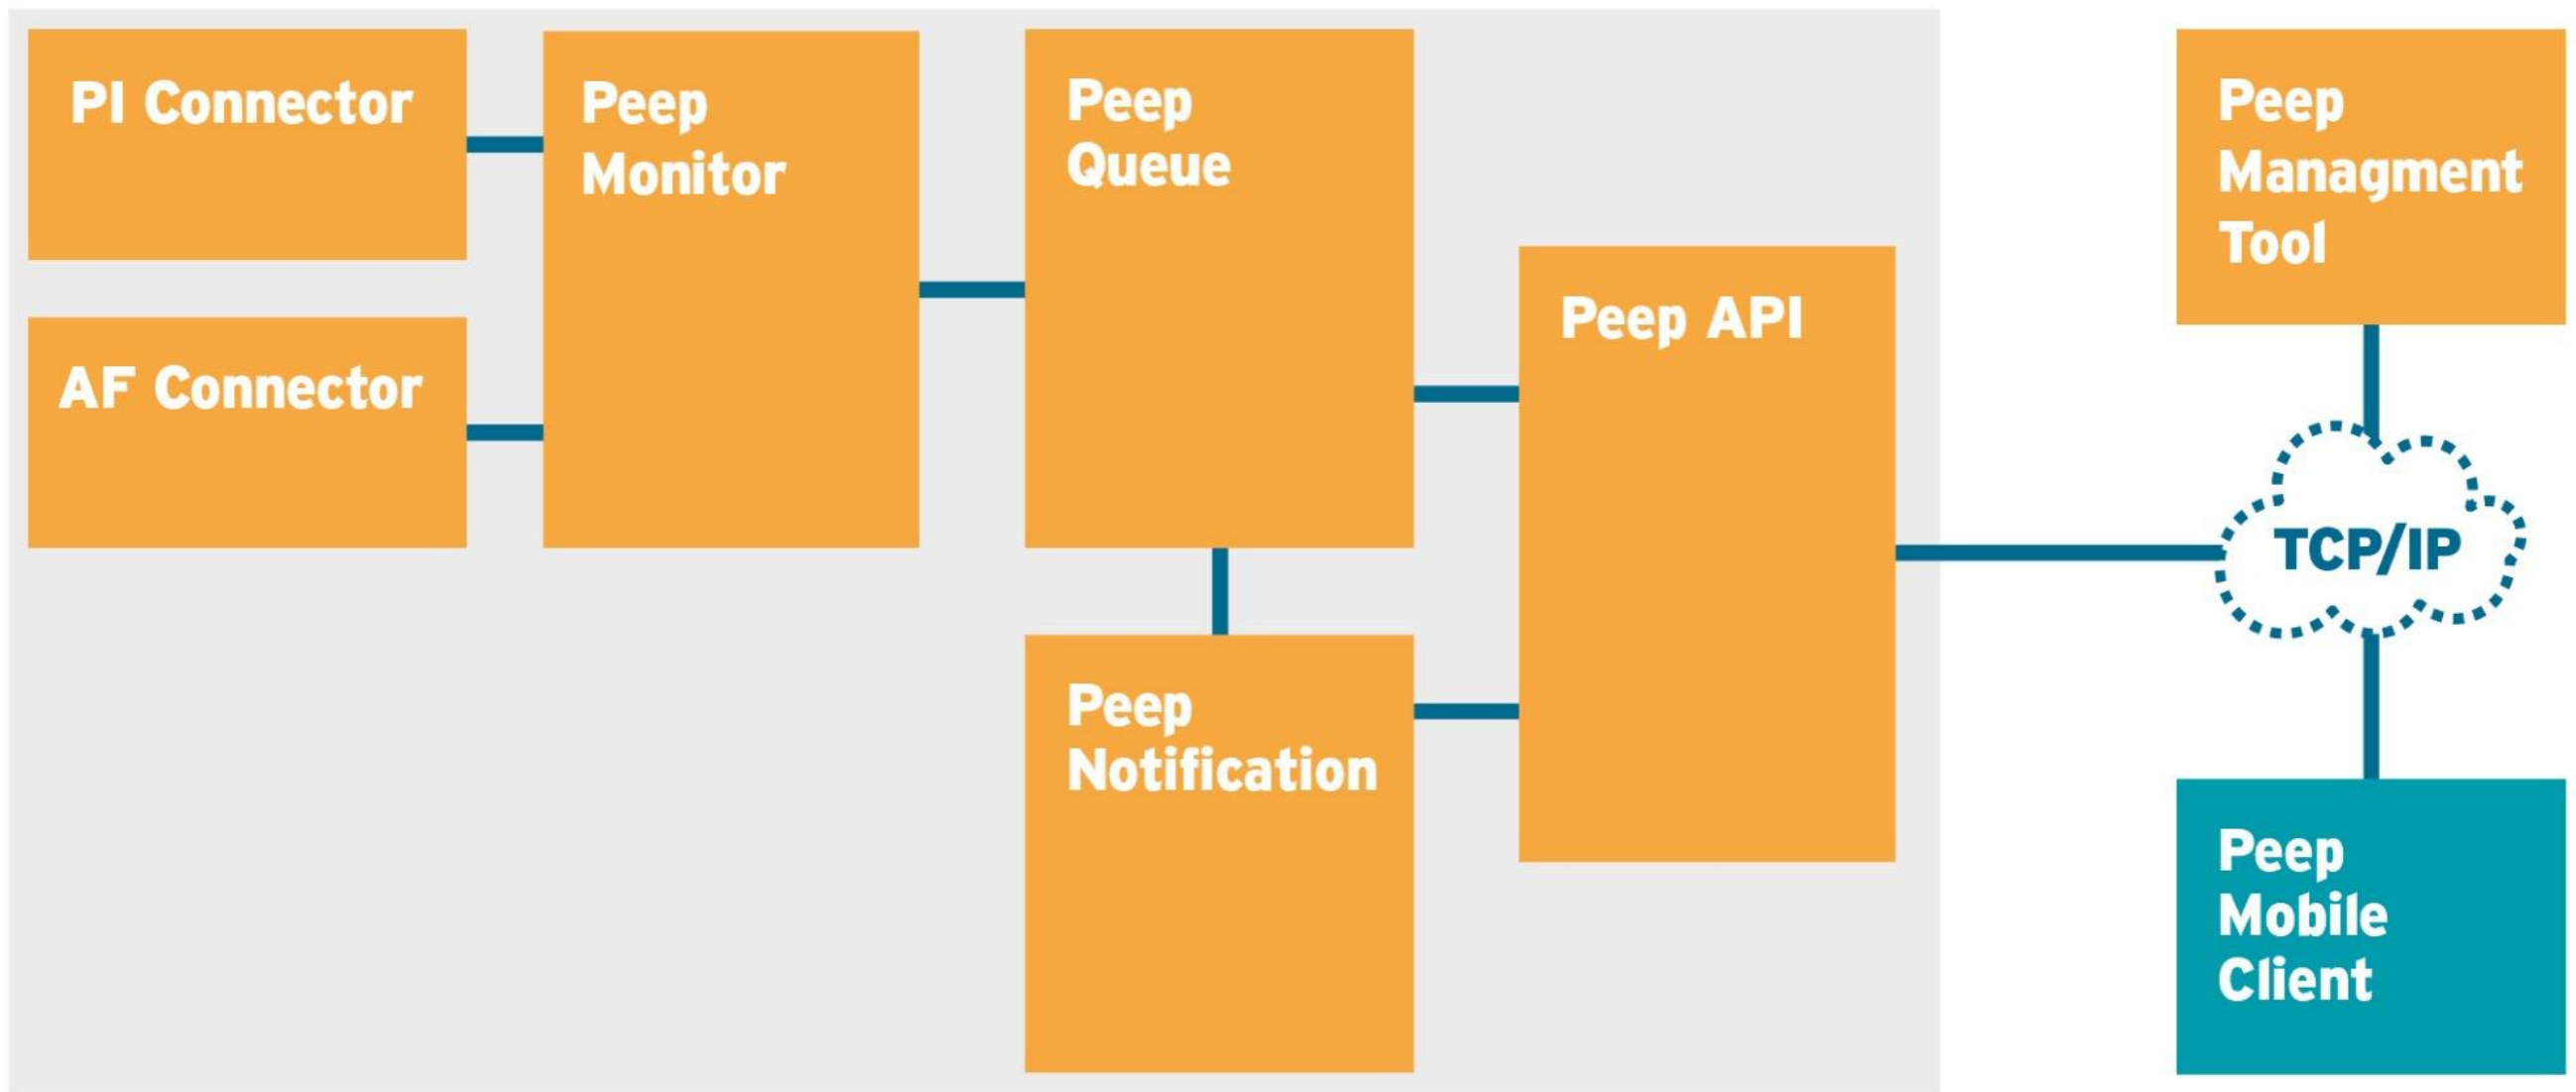 PI Connector
Peep
Monitor
Peep
Queue
Peep
Managment
Tool
AF Connector
Peep API
TCP/IP
Peep
Notification
Peep
Mobile
Client